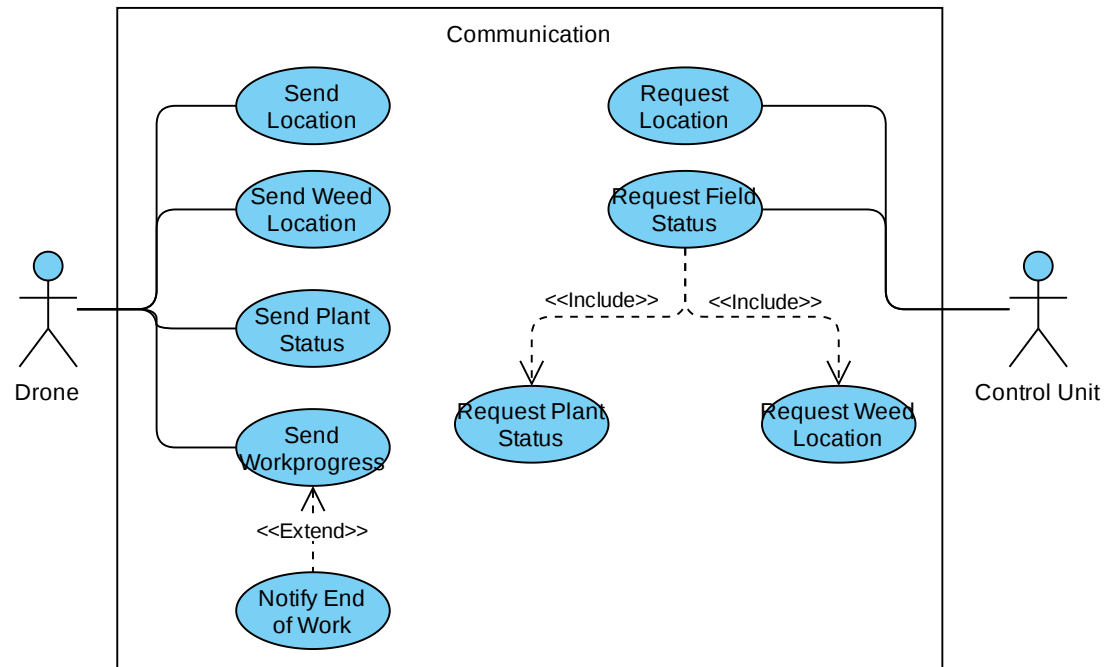 Communication
Send
Location
Request
Location
Send Weed
Location
Request Field
Status
<<Include>>
<<Include>>
Send Plant
Status
Drone
Control Unit
Request Plant
Status
Request Weed
Location
Send
Workprogress
<<Extend>>
Notify End
of Work